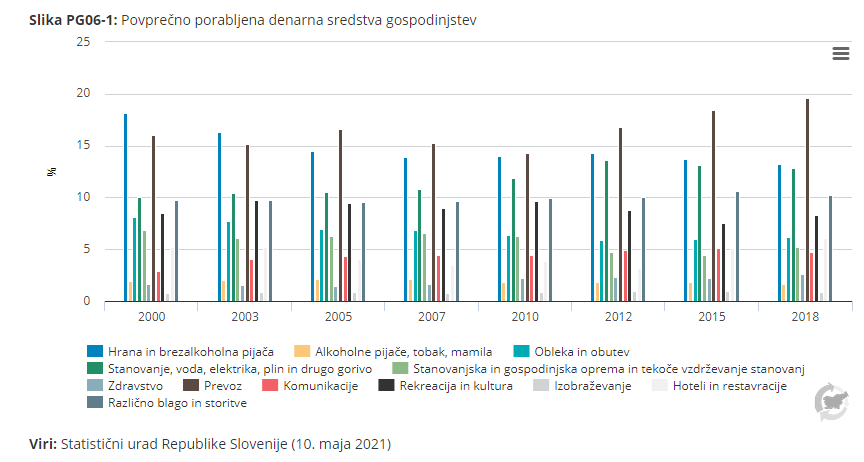 Slika PG06-1: Povprečno porabljena denarna sredstva gospodinjstev
25
20
15
10
5
0
%
2000 2003 2005 2007 2010 2012 2015 2018
Hrana in brezalkoholna pijača Alkoholne pijače, tobak, mamila Obleka in obutev
Stanovanje, voda, elektrika, plin in drugo gorivo Stanovanjska in gospodinjska oprema in tekoče vzdrževanje stanovanj
Zdravstvo Prevoz Komunikacije Rekreacija in kultura Izobraževanje Hoteli in restavracije
Različno blago in storitve
Viri: Statistični urad Republike Slovenije (10. maja 2021)